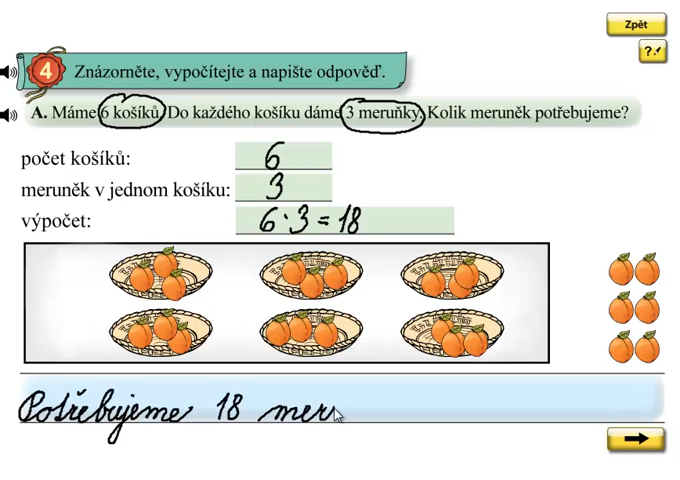 Zpět
?
4 Znázorněte, vypočítejte a napište odpověď.
A. Máme 6 košíků. Do každého košíku dáme 3 meruňky. Kolik meruněk potřebujeme?
počet košíků: 6
meruněk v jednom košíku: 3
výpočet: 6·3=18
Potřebujeme 18 mer